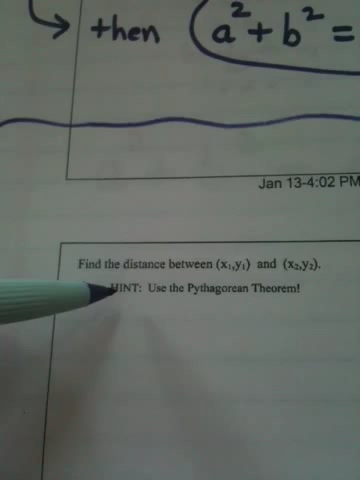 then (a²+b²=
Jan 13-4:02 PM
Find the distance between (x₁,y₁) and (x₂,y₂).
HINT: Use the Pythagorean Theorem!